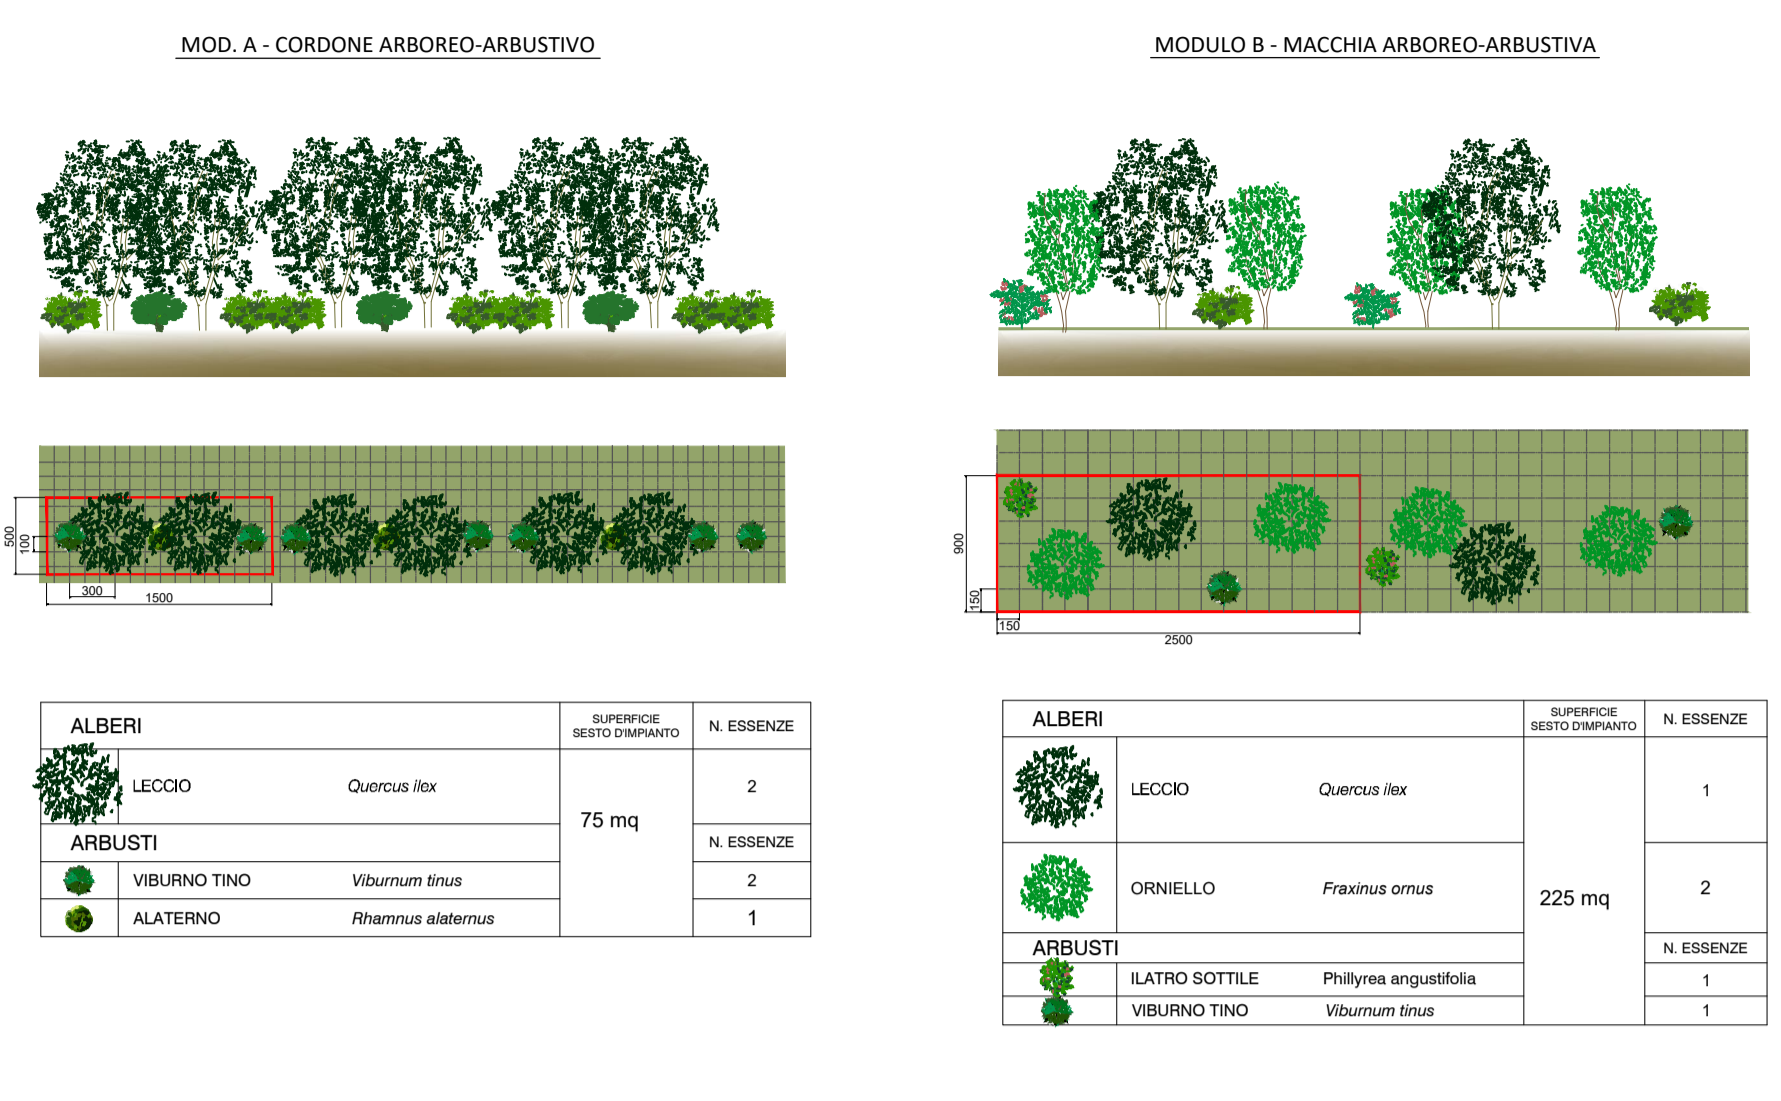 MOD. A - CORDONE ARBOREO-ARBUSTIVO
500
100
300
1500
ALBERI
SUPERFICIE
SESTO D'IMPIANTO
N. ESSENZE
LECCIO Quercus ilex
2
75 mq
ARBUSTI
N. ESSENZE
VIBURNO TINO Viburnum tinus
2
ALATERNO Rhamnus alaternus
1
MODULO B - MACCHIA ARBOREO-ARBUSTIVA
900
150
150
2500
ALBERI
SUPERFICIE
SESTO D'IMPIANTO
N. ESSENZE
LECCIO Quercus ilex
1
ORNIELLO Fraxinus ornus
2
225 mq
ARBUSTI
N. ESSENZE
ILATRO SOTTILE Phillyrea angustifolia
1
VIBURNO TINO Viburnum tinus
1